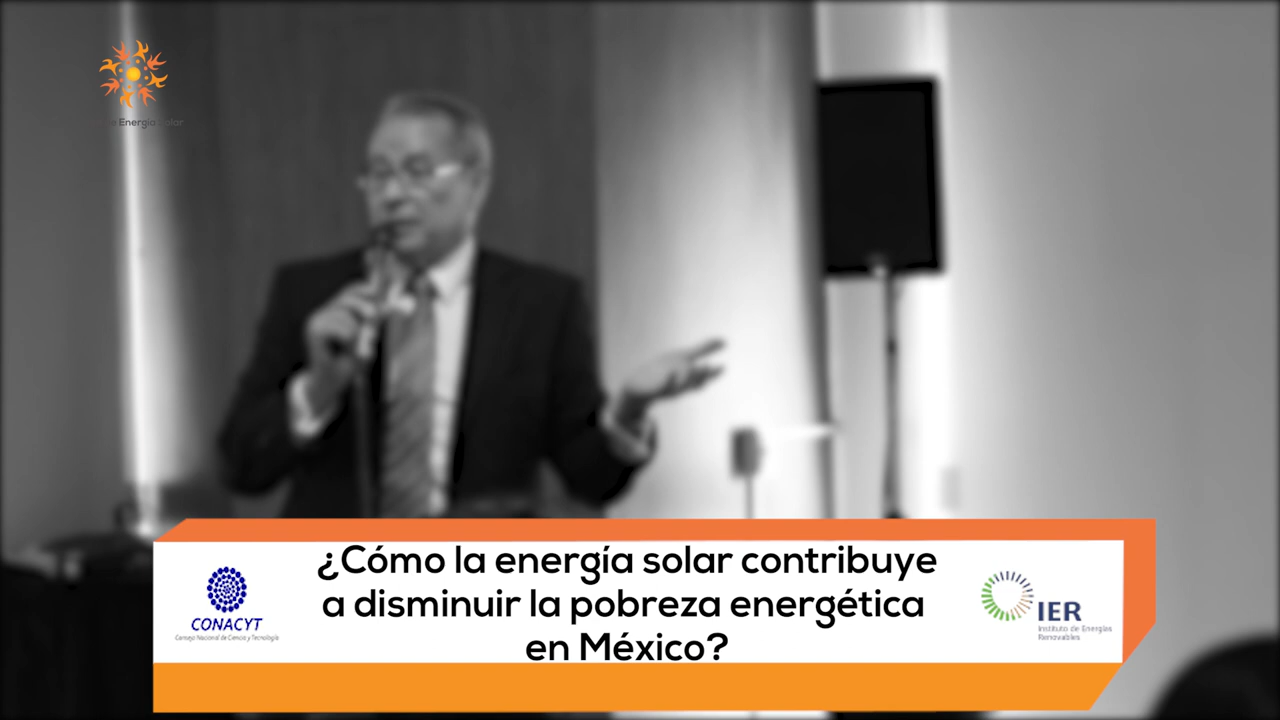 Energía Solar
¿Cómo la energía solar contribuye
a disminuir la pobreza energética
en México?
CONACYT
Consejo Nacional de Ciencia y Tecnología
IER
Instituto de Energías
Renovables